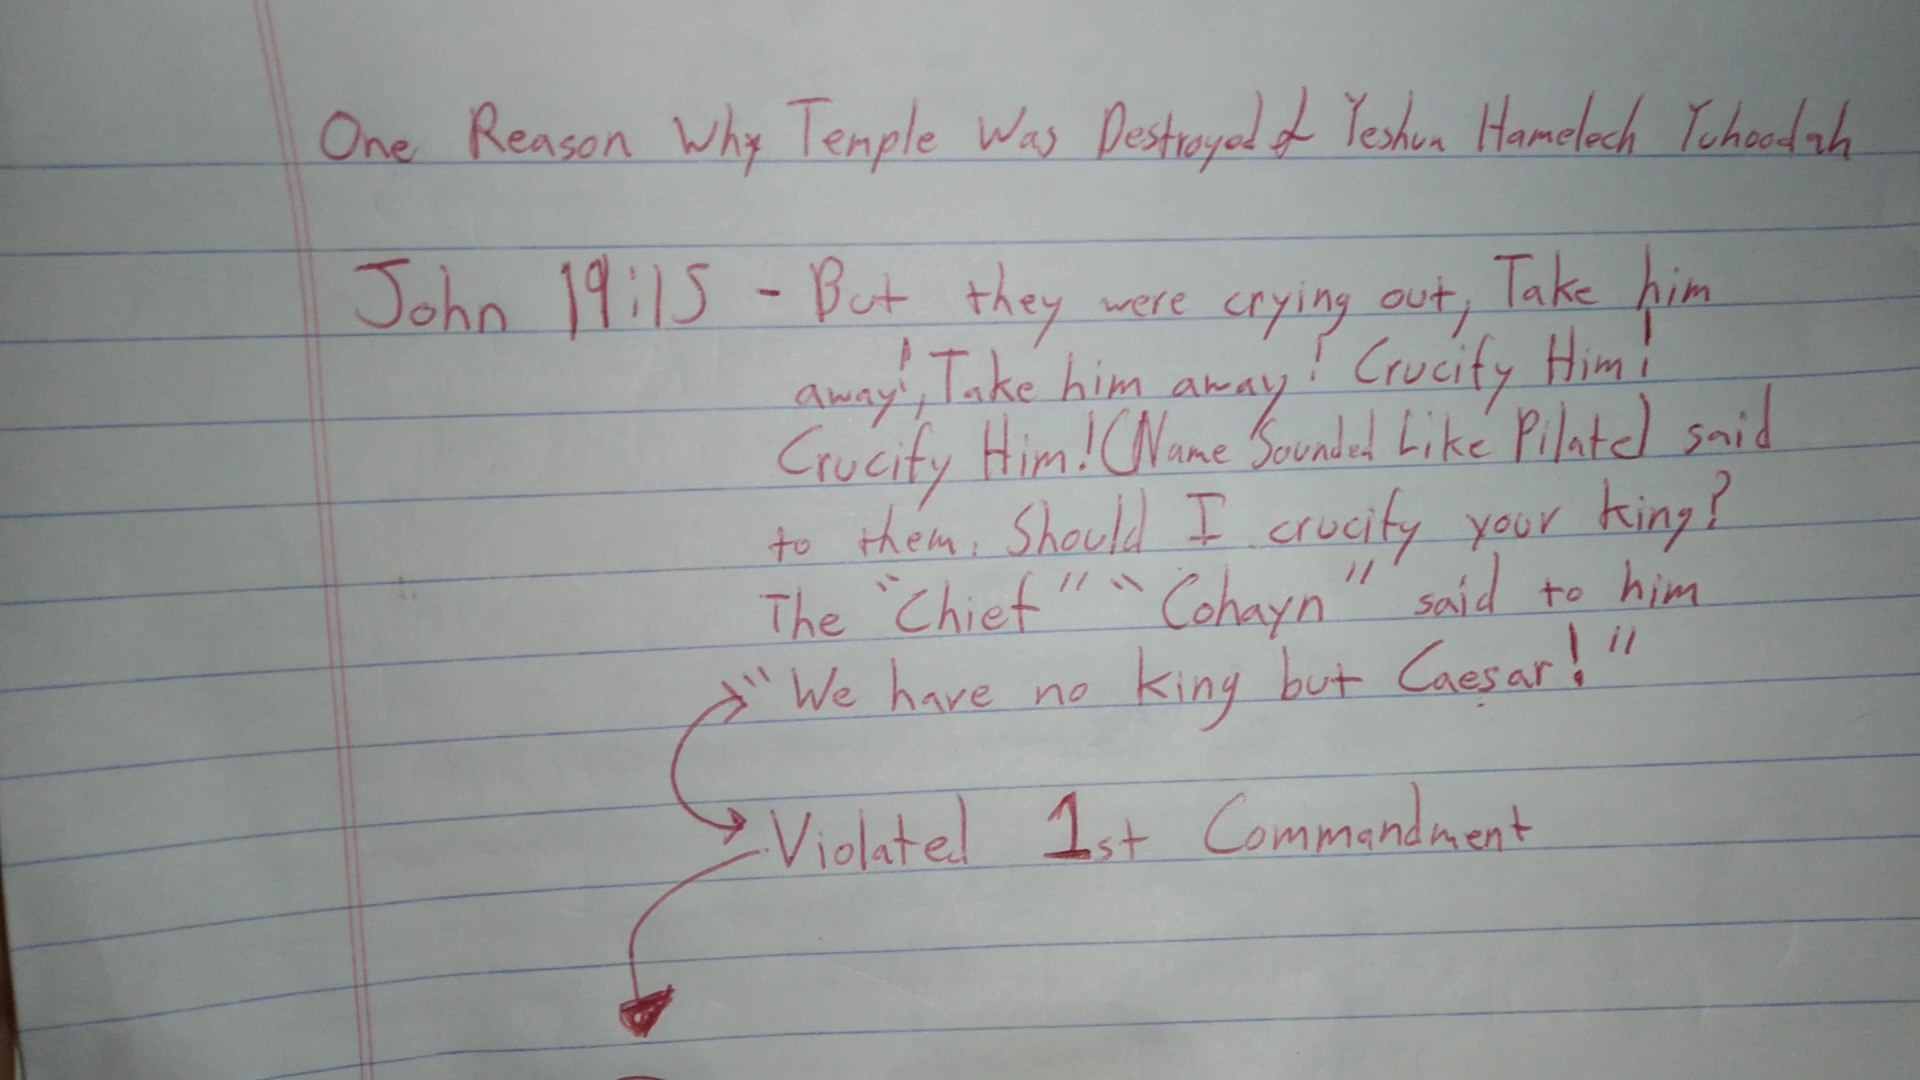 One Reason Why Temple Was Destroyed & Yeshua Hamelech Yehoodah
John 19:15 - But they were crying out, Take him
away!, Take him away! Crucify Him!
Crucify Him! (Name Sounded Like Pilate) said
to them. Should I crucify your king?
The "Chief" "Cohayn" said to him
"We have no king but Caesar!"
Violated 1st Commandment